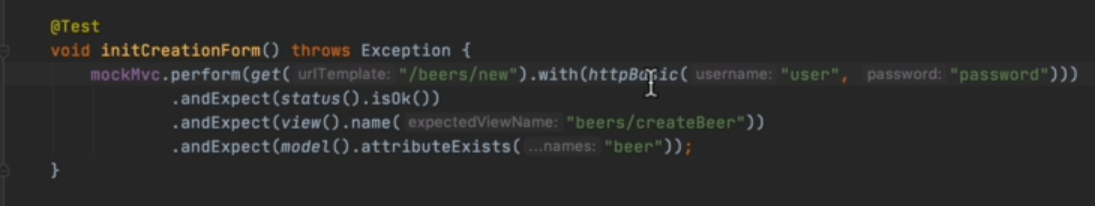 @Test
void initCreationForm() throws Exception {
mockMvc.perform(get( urlTemplate: "/beers/new").with(httpBasic( username: "user", password: "password")))
.andExpect(status().isOk())
.andExpect(view().name( expectedViewName: "beers/createBeer"))
.andExpect(model().attributeExists( ...names: "beer"));
}